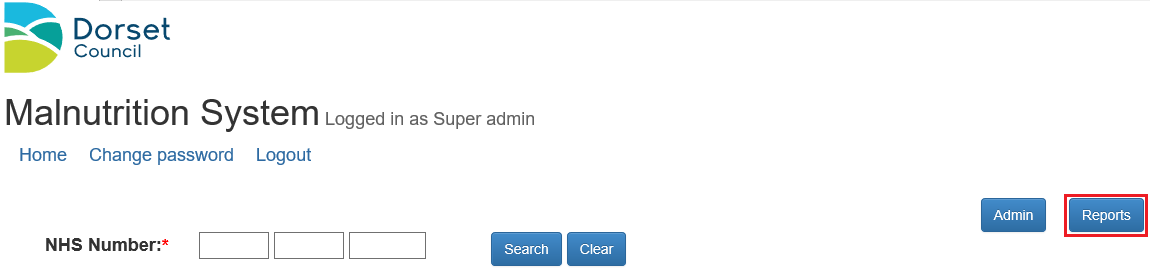 Dorset
Council
Malnutrition System Logged in as Super admin
Home Change password Logout
Admin Reports
NHS Number:* Search Clear